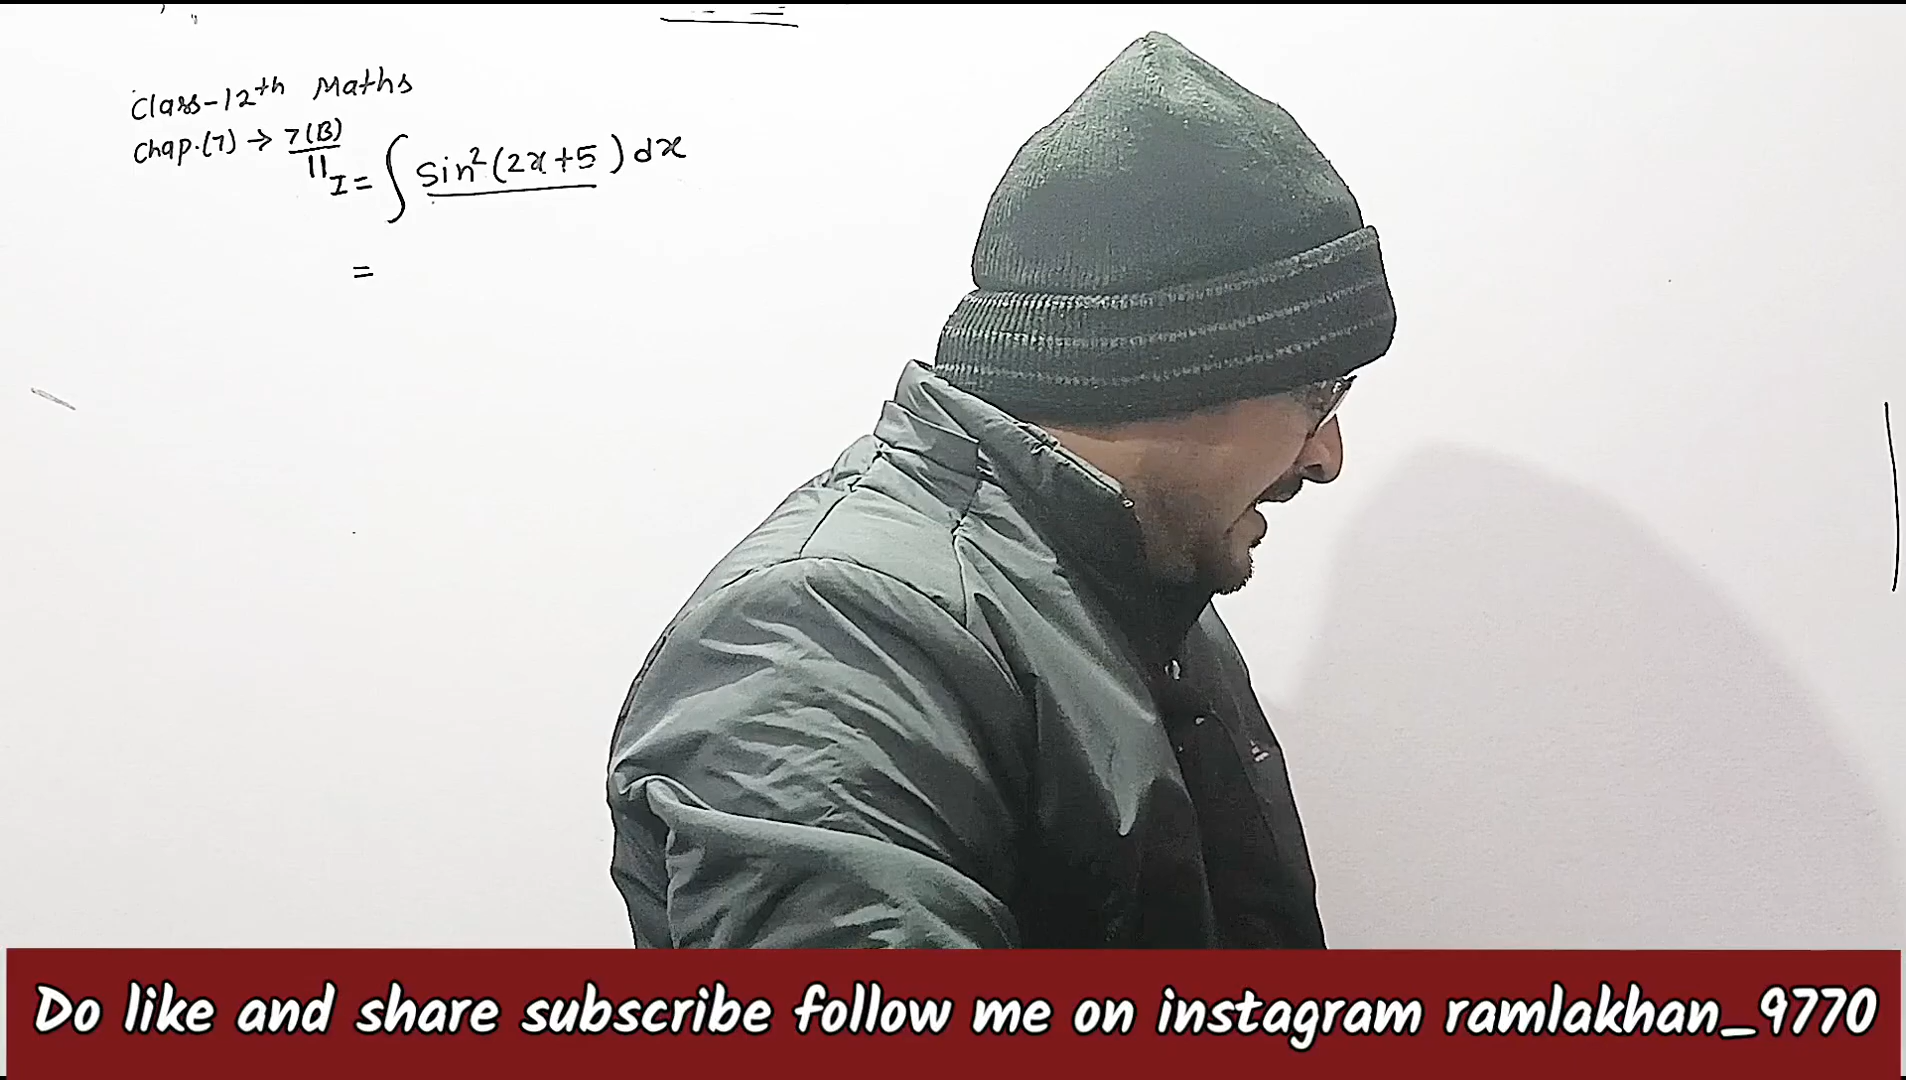 Class-12th Maths
Chap.(7) → 7(B)
11
I = ∫ sin²(2x+5) dx
=
Do like and share subscribe follow me on instagram ramlakhan_9770